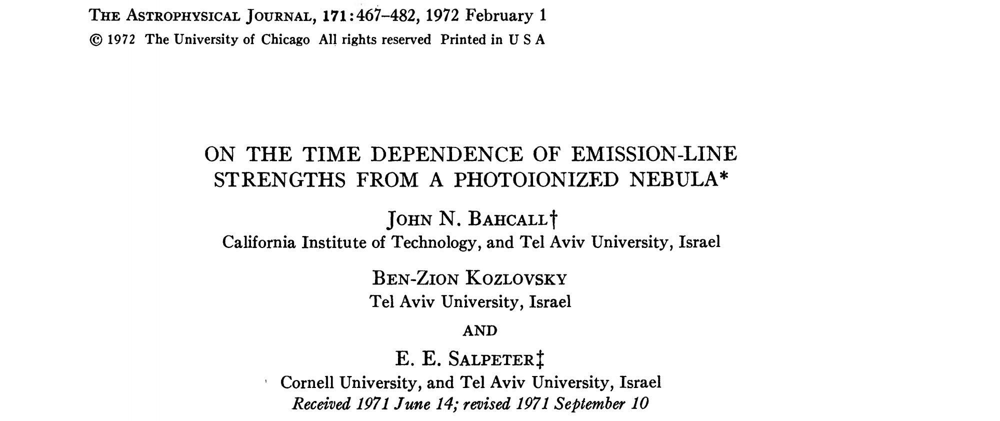 THE ASTROPHYSICAL JOURNAL, 171:467–482, 1972 February 1
© 1972 The University of Chicago All rights reserved Printed in U S A
ON THE TIME DEPENDENCE OF EMISSION-LINE
STRENGTHS FROM A PHOTOIONIZED NEBULA*
JOHN N. BAHCALL†
California Institute of Technology, and Tel Aviv University, Israel
BEN-ZION KOZLOVSKY
Tel Aviv University, Israel
AND
E. E. SALPETER‡
Cornell University, and Tel Aviv University, Israel
Received 1971 June 14; revised 1971 September 10